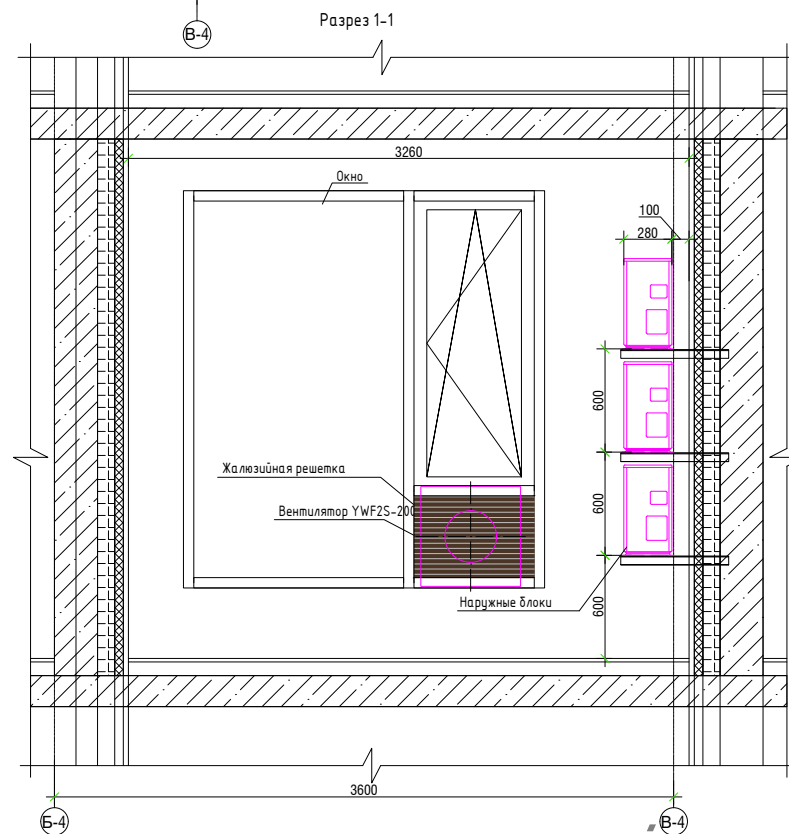 В-4
Разрез 1-1
3260
Окно
100
280
600
Жалюзийная решетка
600
Вентилятор YWF2S-200
Наружные блоки
600
3600
Б-4
В-4